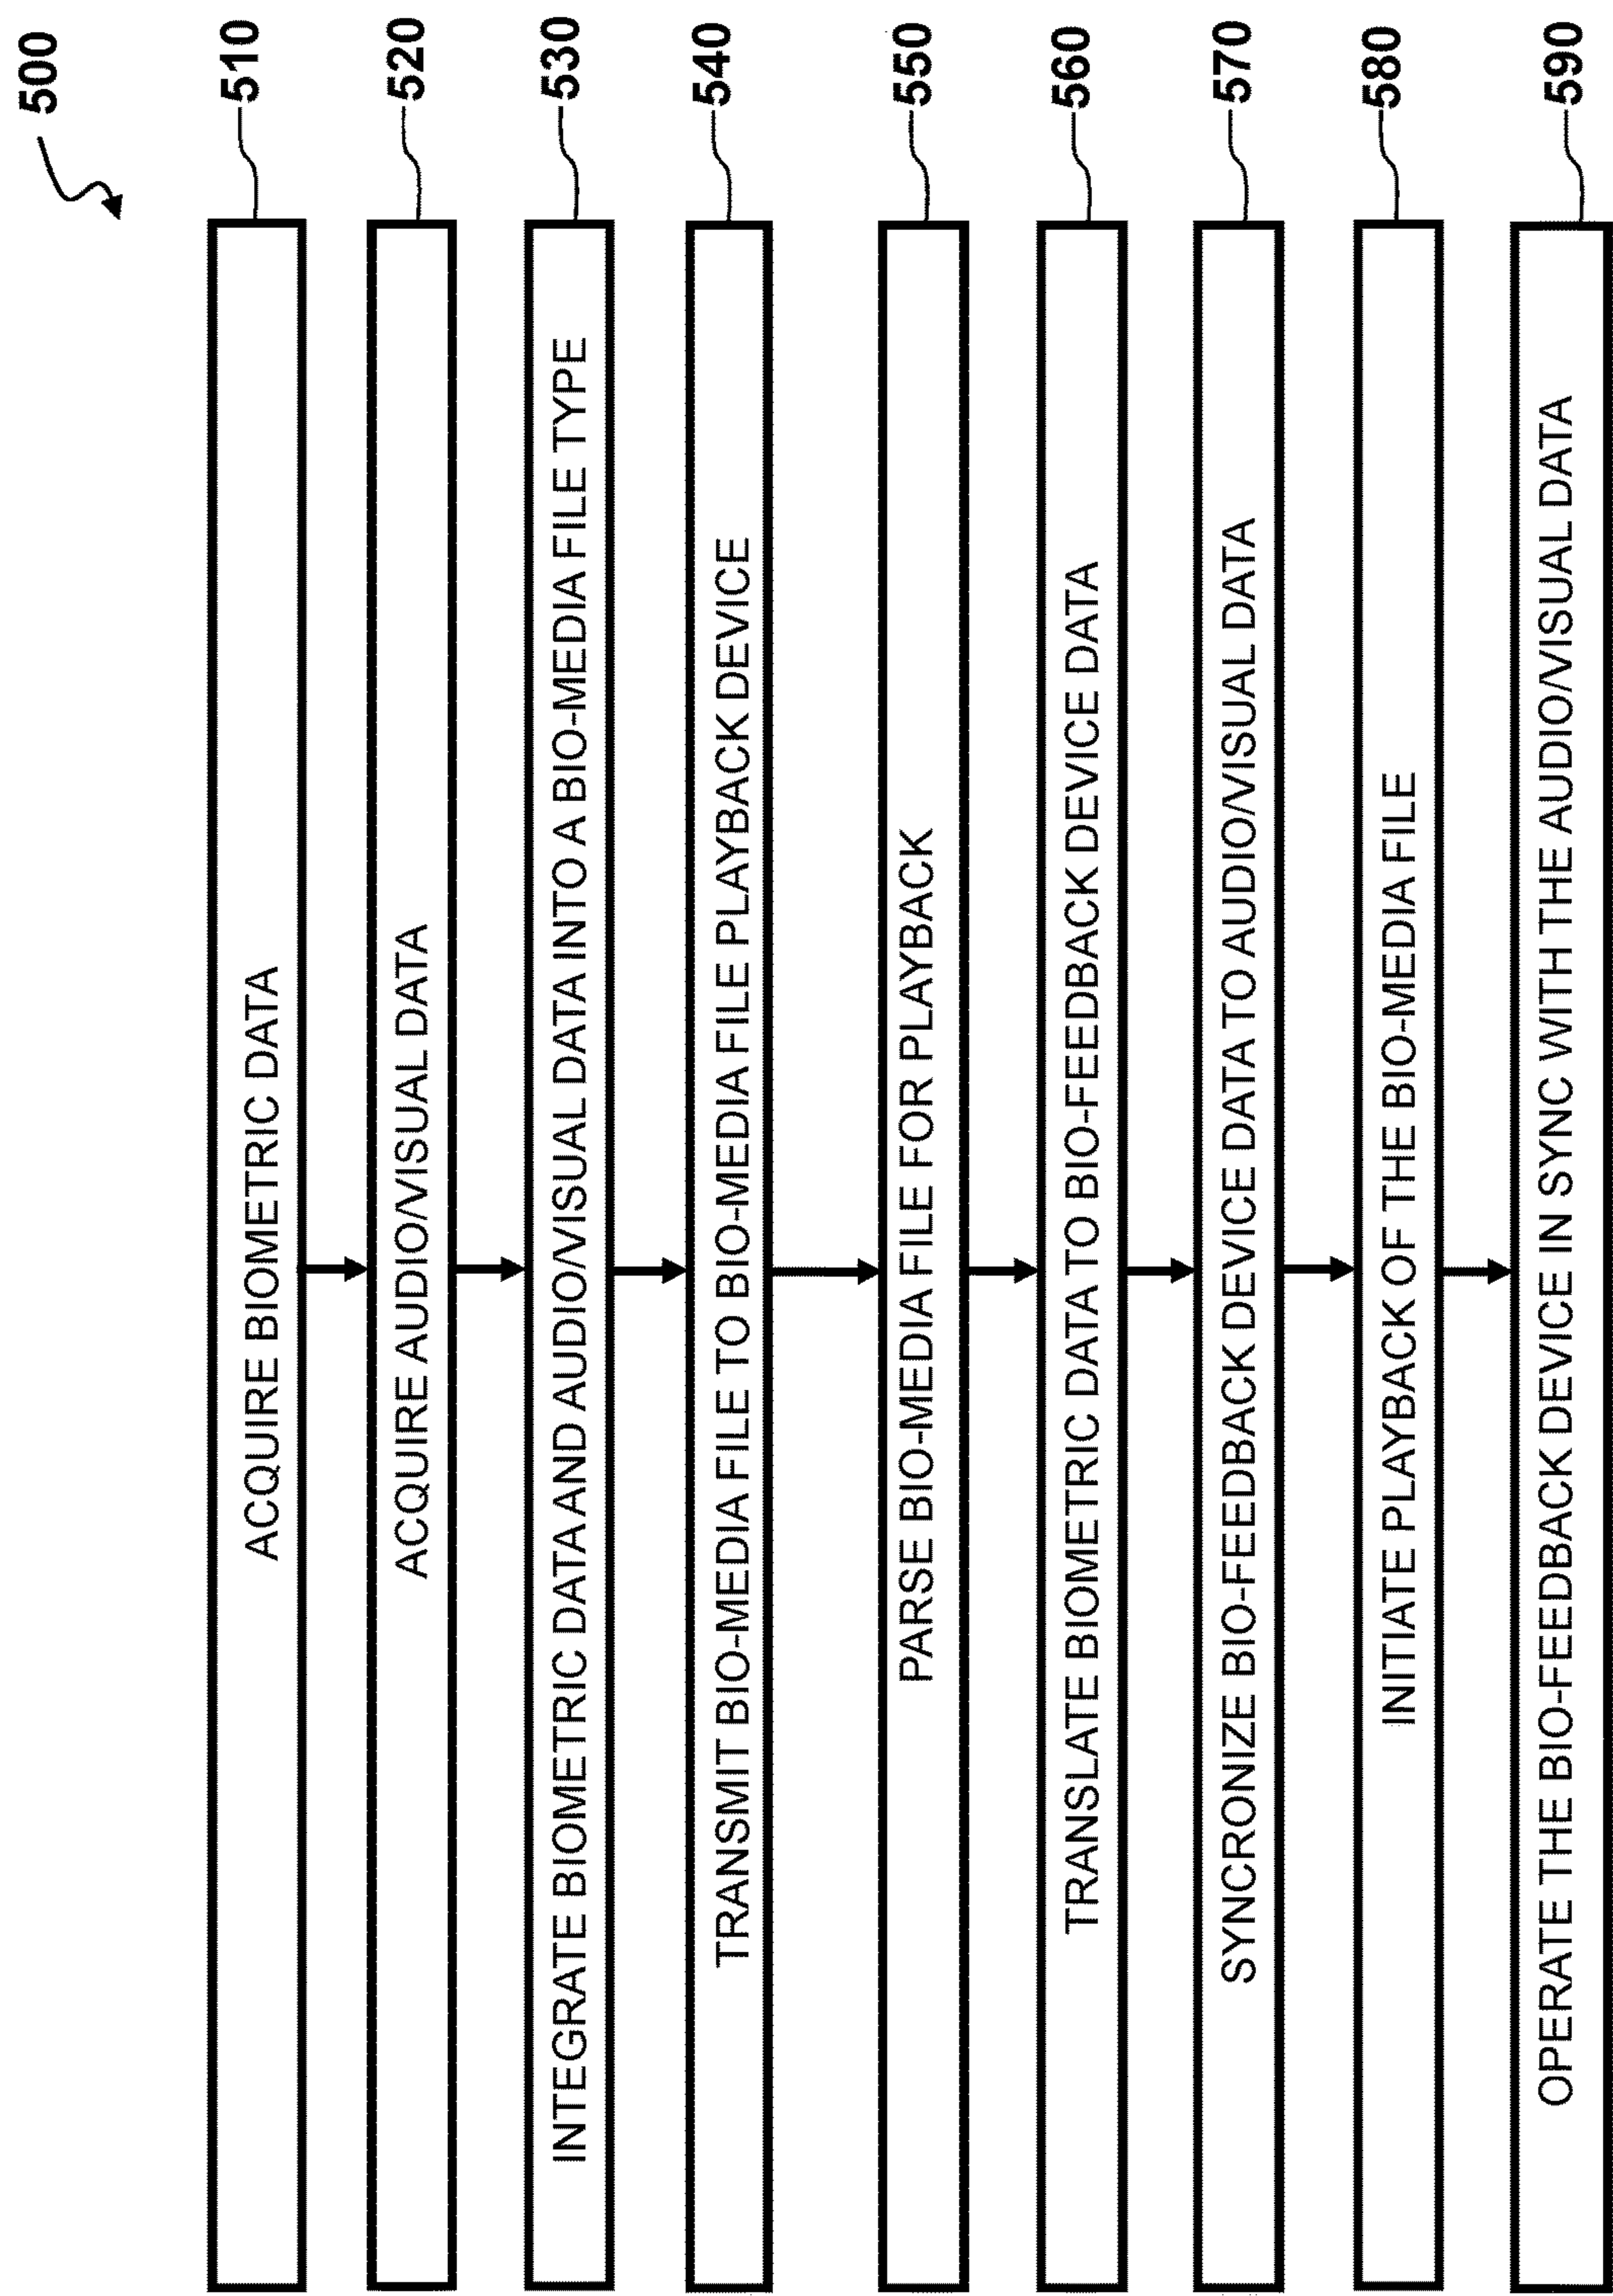 500
ACQUIRE BIOMETRIC DATA
510
ACQUIRE AUDIO/VISUAL DATA
520
INTEGRATE BIOMETRIC DATA AND AUDIO/VISUAL DATA INTO A BIO-MEDIA FILE TYPE
530
TRANSMIT BIO-MEDIA FILE TO BIO-MEDIA FILE PLAYBACK DEVICE
540
PARSE BIO-MEDIA FILE FOR PLAYBACK
550
TRANSLATE BIOMETRIC DATA TO BIO-FEEDBACK DEVICE DATA
560
SYNCRONIZE BIO-FEEDBACK DEVICE DATA TO AUDIO/VISUAL DATA
570
INITIATE PLAYBACK OF THE BIO-MEDIA FILE
580
OPERATE THE BIO-FEEDBACK DEVICE IN SYNC WITH THE AUDIO/VISUAL DATA
590